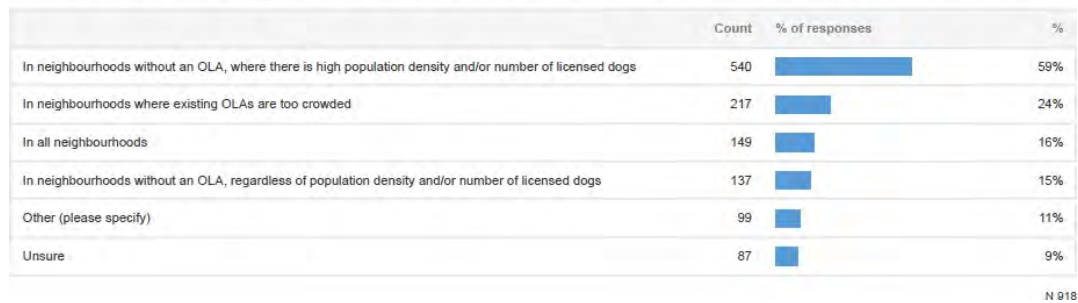 Count % of responses %
In neighbourhoods without an OLA, where there is high population density and/or number of licensed dogs 540 59%
In neighbourhoods where existing OLAs are too crowded 217 24%
In all neighbourhoods 149 16%
In neighbourhoods without an OLA, regardless of population density and/or number of licensed dogs 137 15%
Other (please specify) 99 11%
Unsure 87 9%
N 918